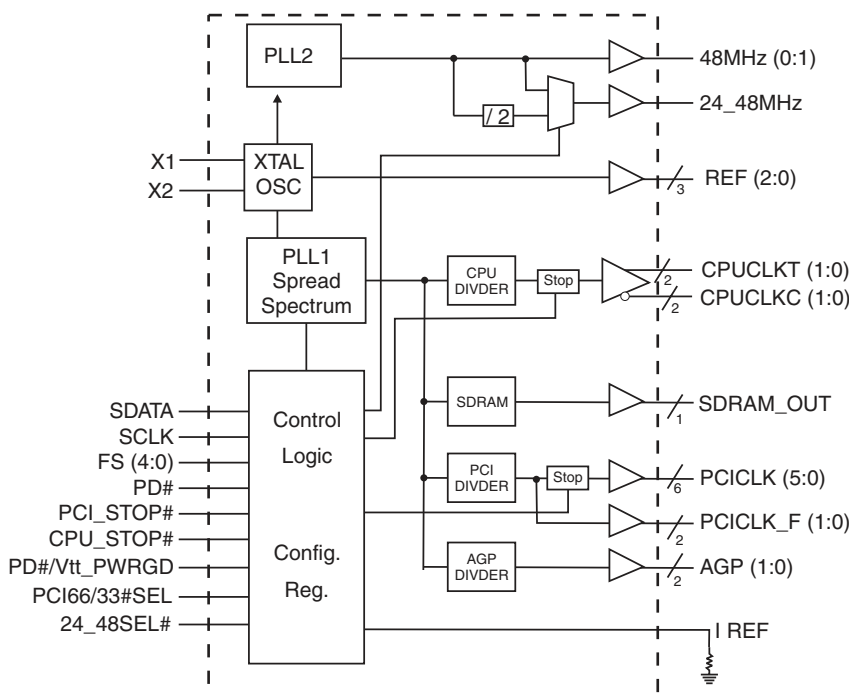 PLL2
48MHz (0:1)
/ 2
24_48MHz
X1
X2
XTAL
OSC
3
REF (2:0)
PLL1
Spread
Spectrum
CPU
DIVDER
Stop
2
CPUCLKT (1:0)
2
CPUCLKC (1:0)
SDATA
SCLK
FS (4:0)
PD#
PCI_STOP#
CPU_STOP#
PD#/Vtt_PWRGD
PCI66/33#SEL
24_48SEL#
Control
Logic
Config.
Reg.
SDRAM
1
SDRAM_OUT
PCI
DIVDER
Stop
6
PCICLK (5:0)
2
PCICLK_F (1:0)
AGP
DIVDER
2
AGP (1:0)
I REF